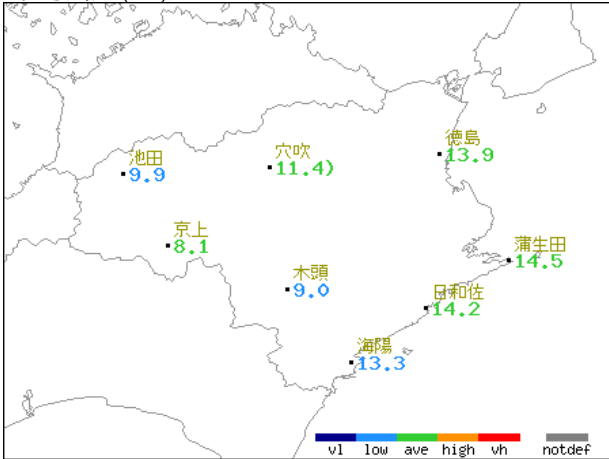 徳島
13.9
穴吹
11.4)
池田
9.9
京上
8.1
蒲生田
14.5
木頭
9.0
日和佐
14.2
海陽
13.3
vl low ave high vh notdef